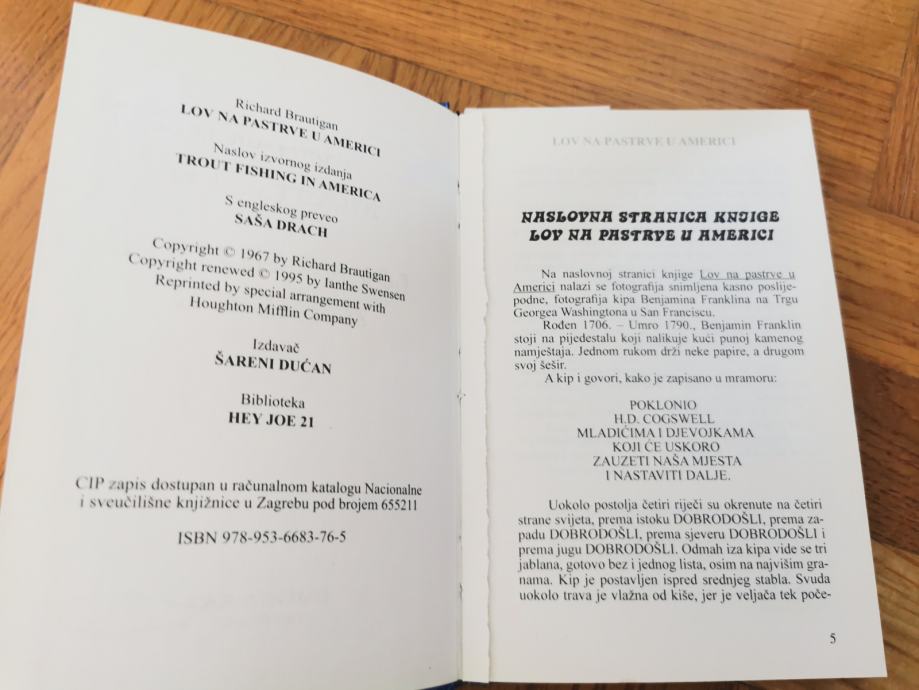 Richard Brautigan
LOV NA PASTRVE U AMERICI
Naslov izvornog izdanja
TROUT FISHING IN AMERICA
S engleskog preveo
SAŠA DRACH
Copyright © 1967 by Richard Brautigan
Copyright renewed © 1995 by Ianthe Swensen
Reprinted by special arrangement with
Houghton Mifflin Company
Izdavač
ŠARENI DUĆAN
Biblioteka
HEY JOE 21
CIP zapis dostupan u računalnom katalogu Nacionalne
i sveučilišne knjižnice u Zagrebu pod brojem 655211
ISBN 978-953-6683-76-5
LOV NA PASTRVE U AMERICI
NASLOVNA STRANICA KNJIGE
LOV NA PASTRVE U AMERICI
Na naslovnoj stranici knjige Lov na pastrve u
Americi nalazi se fotografija snimljena kasno poslije-
podne, fotografija kipa Benjamina Franklina na Trgu
Georgea Washingtona u San Franciscu.
Rođen 1706. – Umro 1790., Benjamin Franklin
stoji na pijedestalu koji nalikuje kući punoj kamenog
namještaja. Jednom rukom drži neke papire, a drugom
svoj šešir.
A kip i govori, kako je zapisano u mramoru:
POKLONIO
H.D. COGSWELL
MLADIĆIMA I DJEVOJKAMA
KOJI ĆE USKORO
ZAUZETI NAŠA MJESTA
I NASTAVITI DALJE.
Uokolo postolja četiri riječi su okrenute na četiri
strane svijeta, prema istoku DOBRODOŠLI, prema za-
padu DOBRODOŠLI, prema sjeveru DOBRODOŠLI i
prema jugu DOBRODOŠLI. Odmah iza kipa vide se tri
jablana, gotovo bez i jednog lista, osim na najvišim gra-
nama. Kip je postavljen ispred srednjeg stabla. Svuda
uokolo trava je vlažna od kiše, jer je veljača tek poče-
5